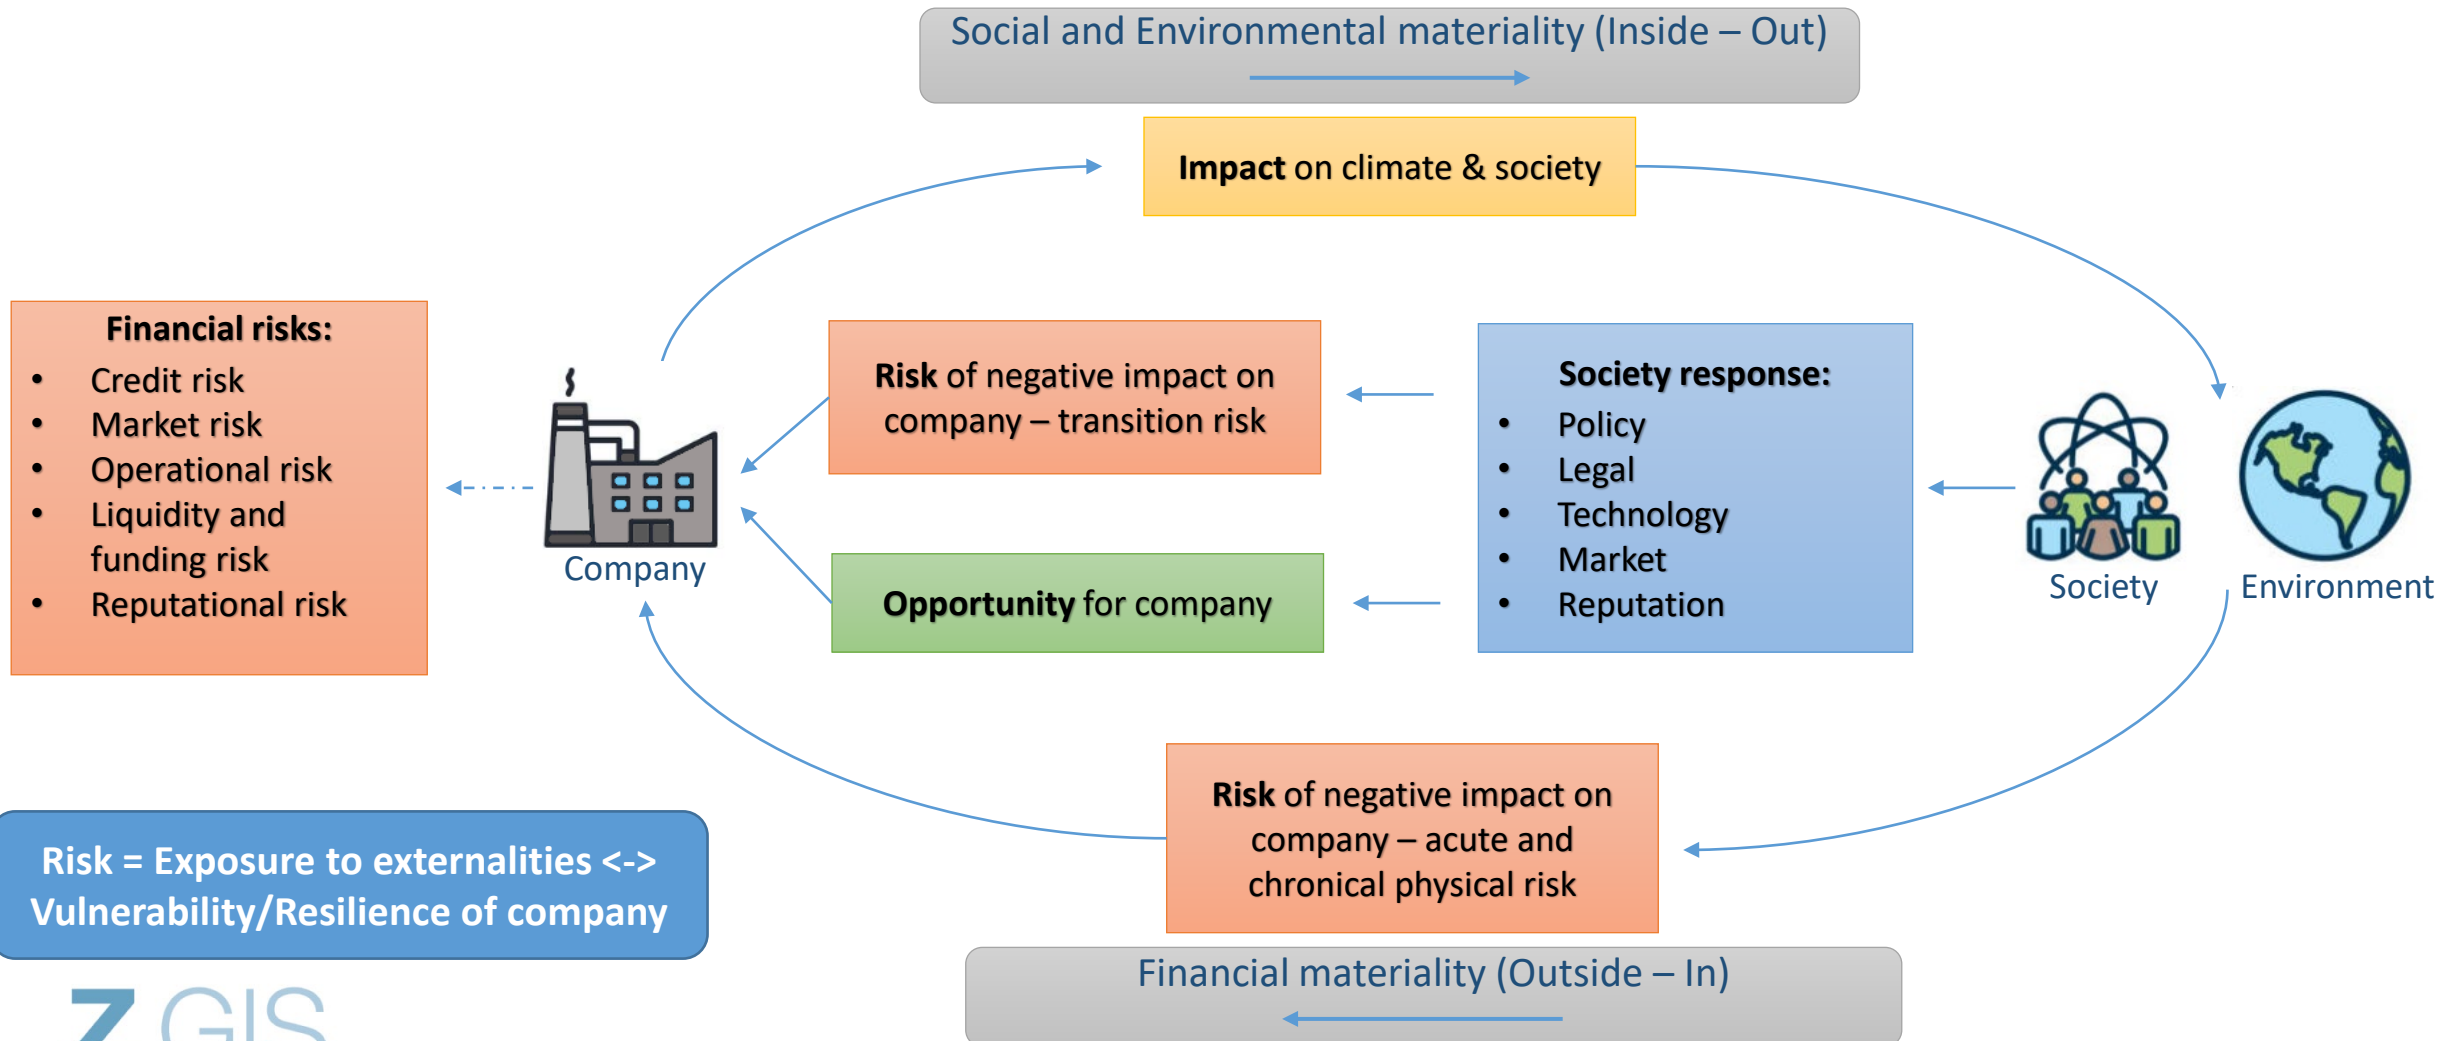 Social and Environmental materiality (Inside – Out)
Impact on climate & society
Financial risks:
• Credit risk
• Market risk
• Operational risk
• Liquidity and
funding risk
• Reputational risk
Company
Risk of negative impact on
company – transition risk
Opportunity for company
Society response:
• Policy
• Legal
• Technology
• Market
• Reputation
Society
Environment
Risk of negative impact on
company – acute and
chronical physical risk
Risk = Exposure to externalities <->
Vulnerability/Resilience of company
Financial materiality (Outside – In)
Z GIS